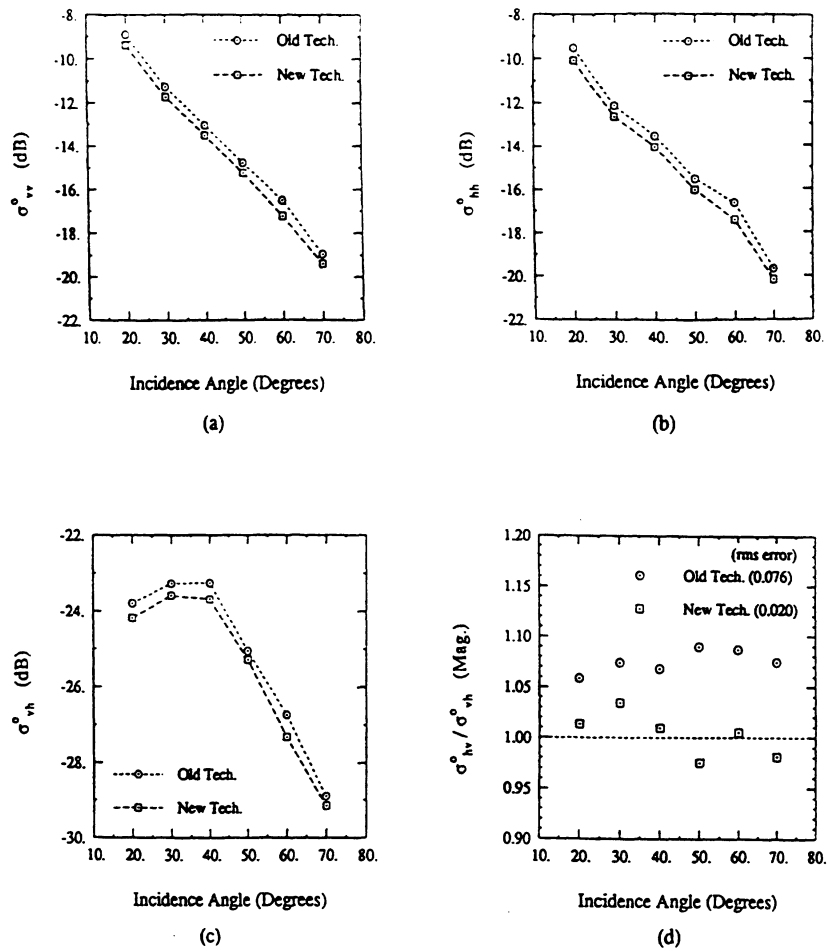 -8.
-10.
-12.
-14.
-16.
-18.
-20.
-22.
σ°vv (dB)
Old Tech.
New Tech.
10. 20. 30. 40. 50. 60. 70. 80.
Incidence Angle (Degrees)
(a)
-8.
-10.
-12.
-14.
-16.
-18.
-20.
-22.
σ°hh (dB)
Old Tech.
New Tech.
10. 20. 30. 40. 50. 60. 70. 80.
Incidence Angle (Degrees)
(b)
-22.
-24.
-26.
-28.
-30.
σ°vh (dB)
Old Tech.
New Tech.
10. 20. 30. 40. 50. 60. 70. 80.
Incidence Angle (Degrees)
(c)
1.20
1.15
1.10
1.05
1.00
0.95
0.90
σ°hv / σ°vh (Mag.)
(rms error)
Old Tech. (0.076)
New Tech. (0.020)
10. 20. 30. 40. 50. 60. 70. 80.
Incidence Angle (Degrees)
(d)